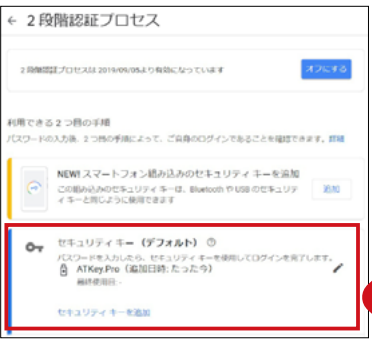 ← 2 段階認証プロセス
2 段階認証プロセスは 2019/09/05より有効になっています
オフにする
利用できる 2 つ目の手順
パスワードの入力後、2 つ目の手順によって、ご自身のログインであることを確認できます。詳細
NEW! スマートフォン組み込みのセキュリティ キーを追加
この組み込みのセキュリティ キーは、Bluetooth や USB のセキュリテ
ィ キーと同じように使用できます
追加
セキュリティ キー (デフォルト)
パスワードを入力したら、セキュリティ キーを使用してログインを完了します。
ATKey.Pro(追加日時: たった今)
最終使用日: -
セキュリティ キーを追加